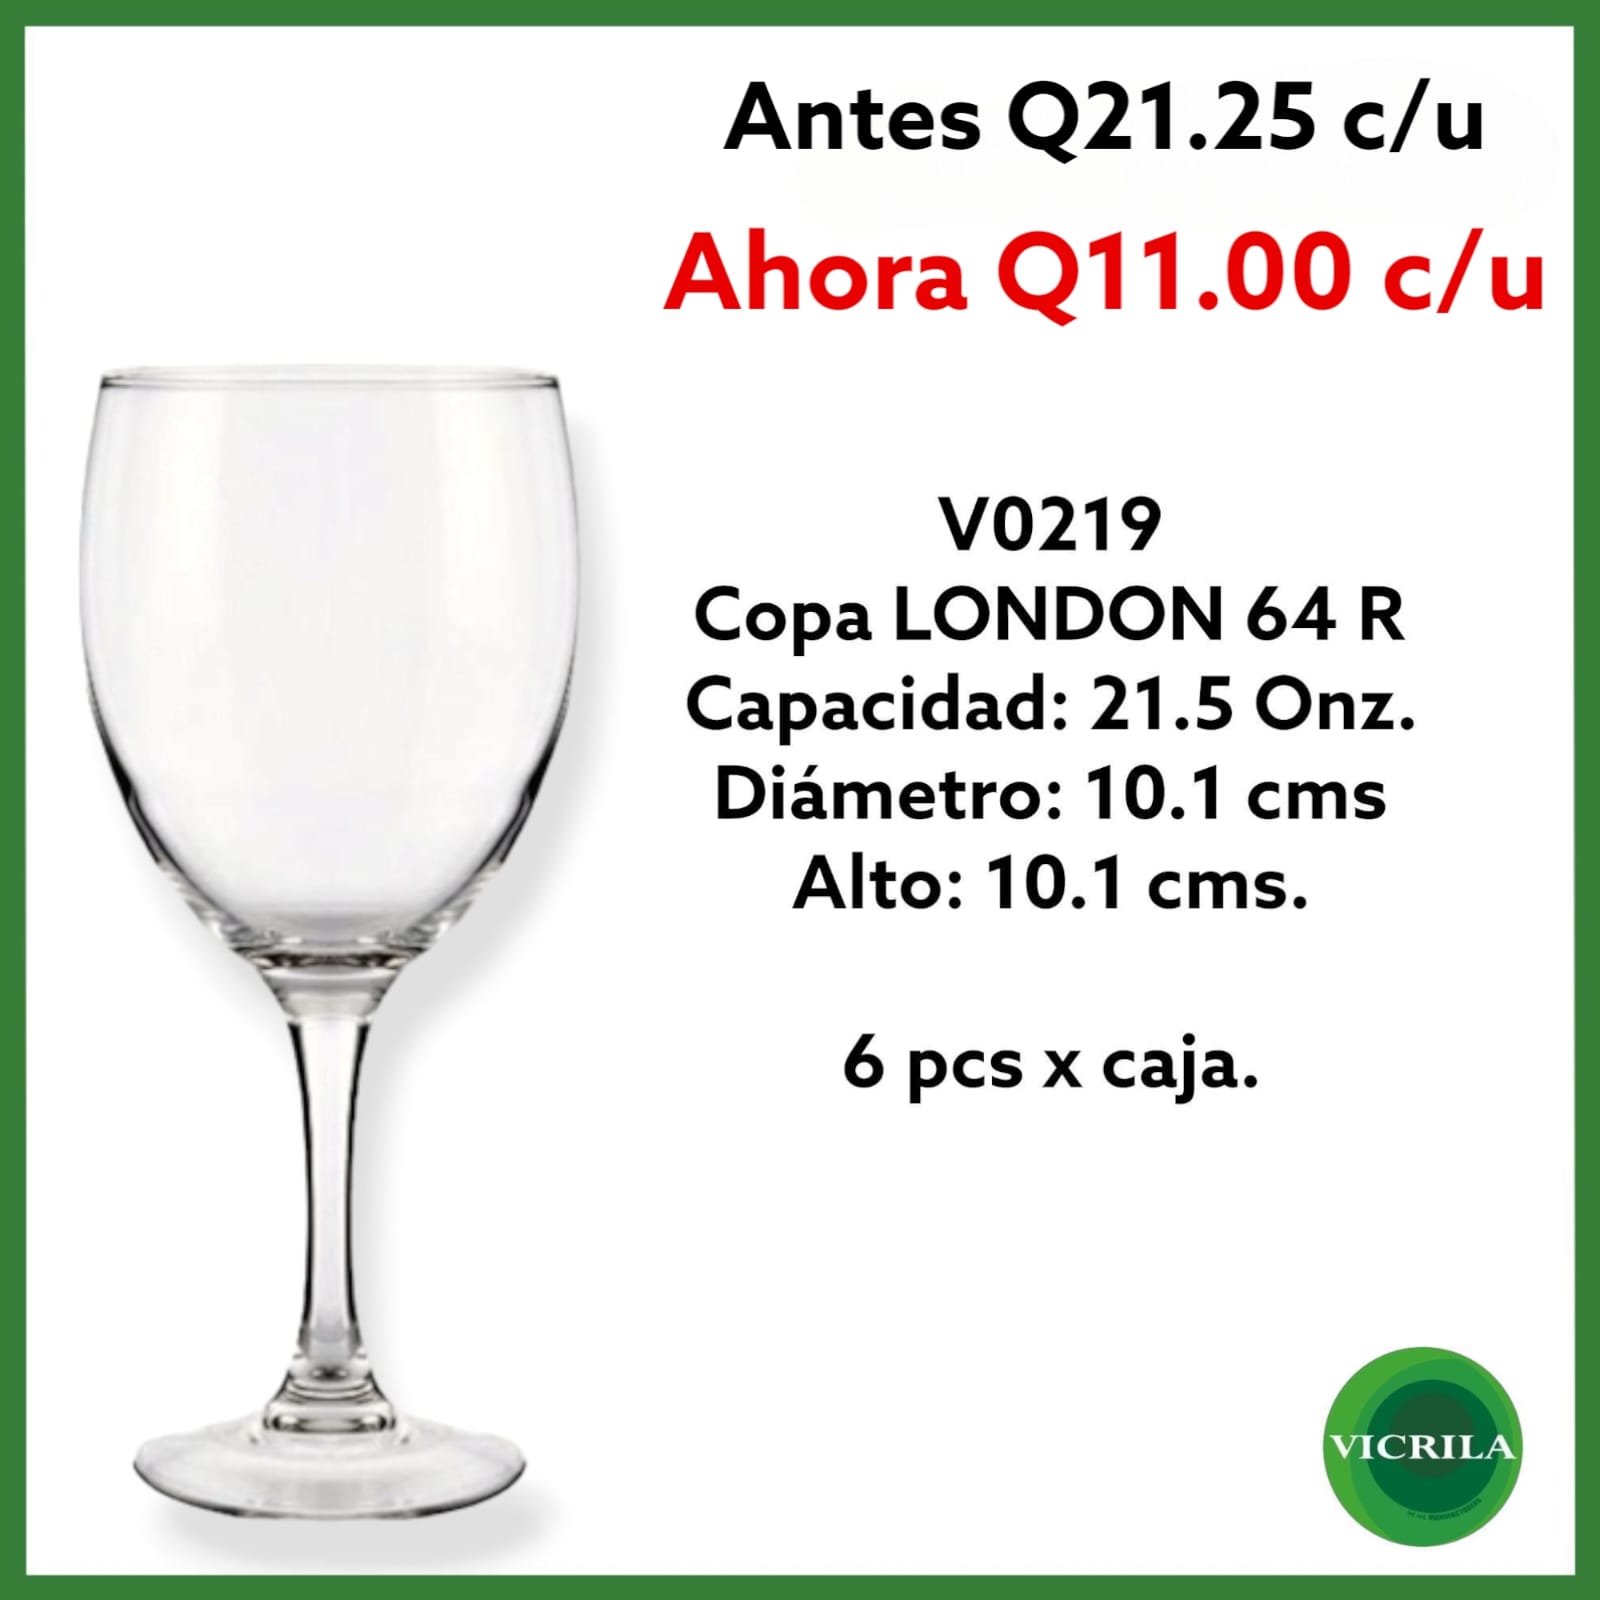 Antes Q21.25 c/u
Ahora Q11.00 c/u
V0219
Copa LONDON 64 R
Capacidad: 21.5 Onz.
Diámetro: 10.1 cms
Alto: 10.1 cms.
6 pcs x caja.
VICRILA